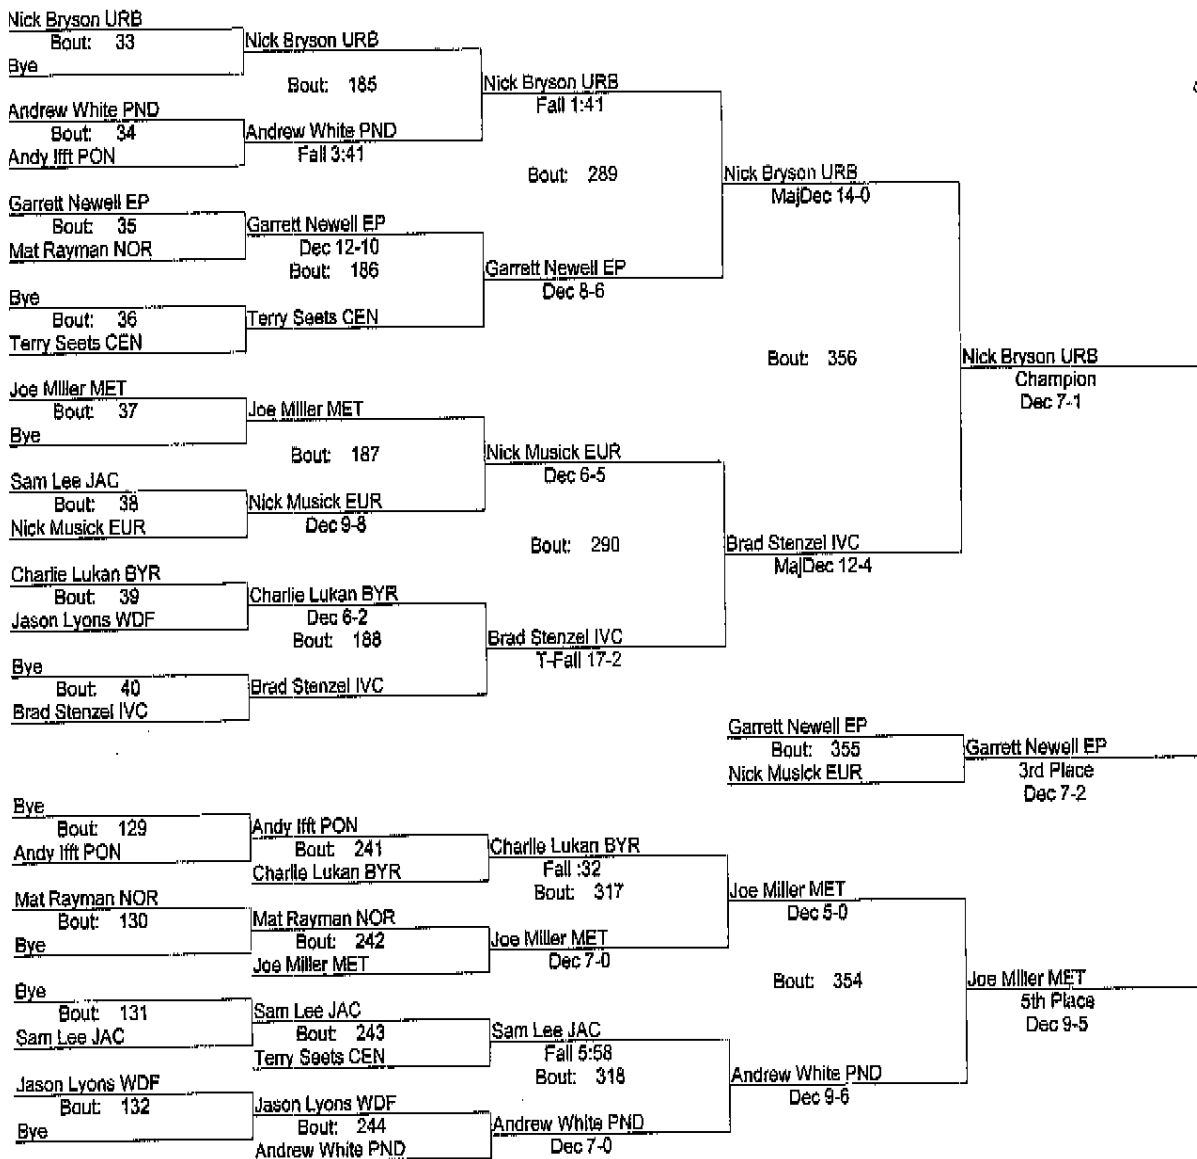 Nick Bryson URB
Bout: 33
Bye
Nick Bryson URB
Bout: 185
Andrew White PND
Bout: 34
Andy Ifft PON
Andrew White PND
Fall 3:41
Nick Bryson URB
Fall 1:41
Bout: 289
Garrett Newell EP
Bout: 35
Mat Rayman NOR
Garrett Newell EP
Dec 12-10
Bout: 186
Bye
Bout: 36
Terry Seets CEN
Terry Seets CEN
Garrett Newell EP
Dec 8-6
Nick Bryson URB
MajDec 14-0
Bout: 356
Joe Miller MET
Bout: 37
Bye
Joe Miller MET
Bout: 187
Sam Lee JAC
Bout: 38
Nick Musick EUR
Nick Musick EUR
Dec 9-8
Nick Musick EUR
Dec 6-5
Bout: 290
Charlie Lukan BYR
Bout: 39
Jason Lyons WDF
Charlie Lukan BYR
Dec 6-2
Bout: 188
Bye
Bout: 40
Brad Stenzel IVC
Brad Stenzel IVC
Brad Stenzel IVC
T-Fall 17-2
Brad Stenzel IVC
MajDec 12-4
Nick Bryson URB
Champion
Dec 7-1
Garrett Newell EP
Bout: 355
Nick Musick EUR
Garrett Newell EP
3rd Place
Dec 7-2
Bye
Bout: 129
Andy Ifft PON
Andy Ifft PON
Bout: 241
Charlie Lukan BYR
Charlie Lukan BYR
Fall :32
Bout: 317
Mat Rayman NOR
Bout: 130
Bye
Mat Rayman NOR
Bout: 242
Joe Miller MET
Joe Miller MET
Dec 7-0
Joe Miller MET
Dec 5-0
Bout: 354
Bye
Bout: 131
Sam Lee JAC
Sam Lee JAC
Bout: 243
Terry Seets CEN
Sam Lee JAC
Fall 5:58
Bout: 318
Jason Lyons WDF
Bout: 132
Bye
Jason Lyons WDF
Bout: 244
Andrew White PND
Andrew White PND
Dec 7-0
Andrew White PND
Dec 9-6
Joe Miller MET
5th Place
Dec 9-5